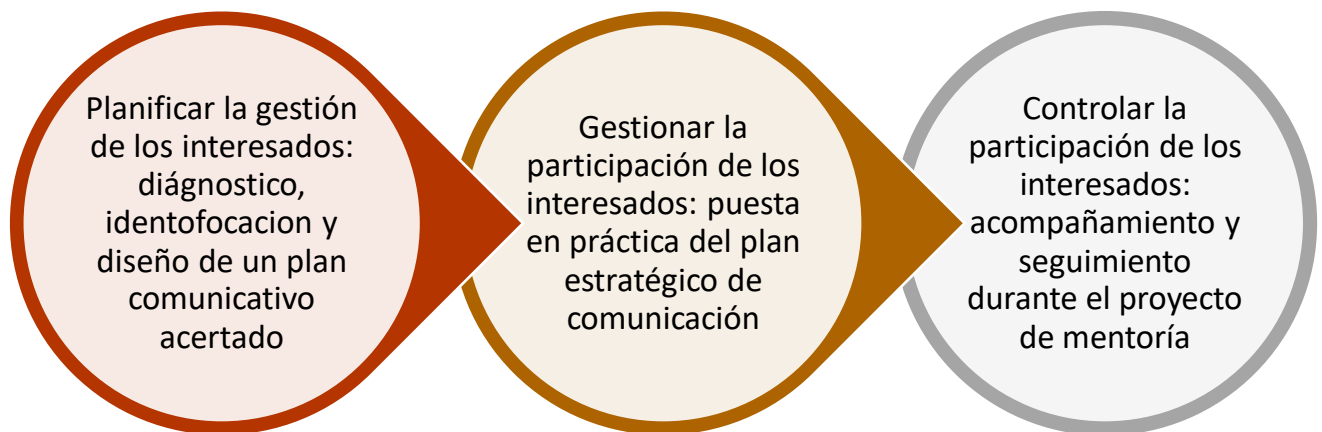 Planificar la gestión
de los interesados:
diágnostico,
identofocacion y
diseño de un plan
comunicativo
acertado
Gestionar la
participación de los
interesados: puesta
en práctica del plan
estratégico de
comunicación
Controlar la
participación de los
interesados:
acompañamiento y
seguimiento
durante el proyecto
de mentoría